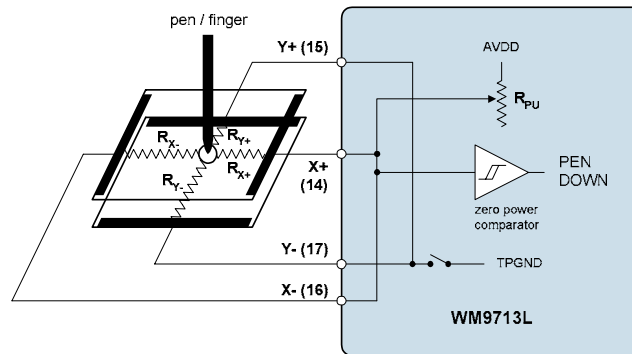 pen / finger
Y+ (15)
AVDD
RPU
RX-
RY+
RY-
RX+
X+
(14)
PEN
DOWN
zero power
comparator
Y- (17)
TPGND
X- (16)
WM9713L